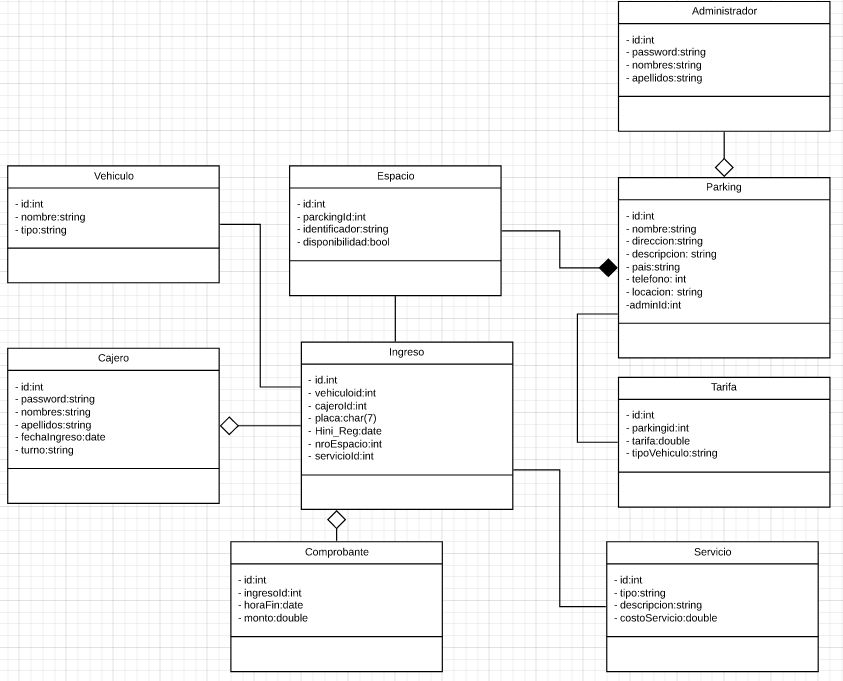 Administrador
- id:int
- password:string
- nombres:string
- apellidos:string
Vehiculo
- id:int
- nombre:string
- tipo:string
Espacio
- id:int
- parckingId:int
- identificador:string
- disponibilidad:bool
Parking
- id:int
- nombre:string
- direccion:string
- descripcion: string
- pais:string
- telefono: int
- locacion: string
-adminId:int
Cajero
- id:int
- password:string
- nombres:string
- apellidos:string
- fechaIngreso:date
- turno:string
Ingreso
- id.int
- vehiculoid:int
- cajeroId:int
- placa:char(7)
- Hini_Reg:date
- nroEspacio:int
- servicioId:int
Tarifa
- id:int
- parkingid:int
- tarifa:double
- tipoVehiculo:string
Comprobante
- id:int
- ingresoId:int
- horaFin:date
- monto:double
Servicio
- id:int
- tipo:string
- descripcion:string
- costoServicio:double